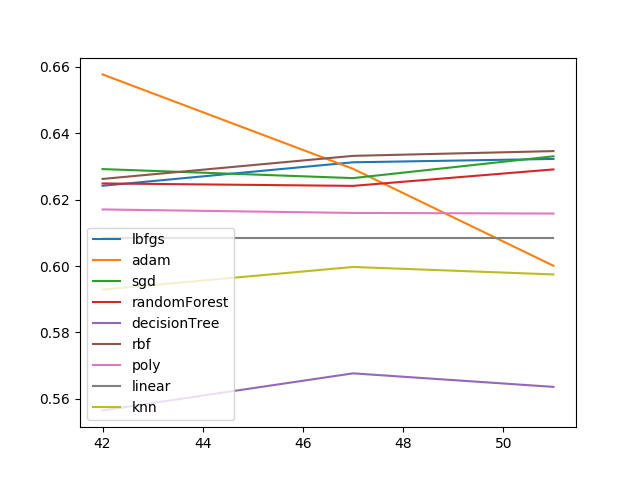 0.66
0.64
0.62
0.60
0.58
0.56
lbfgs
adam
sgd
randomForest
decisionTree
rbf
poly
linear
knn
42 44 46 48 50